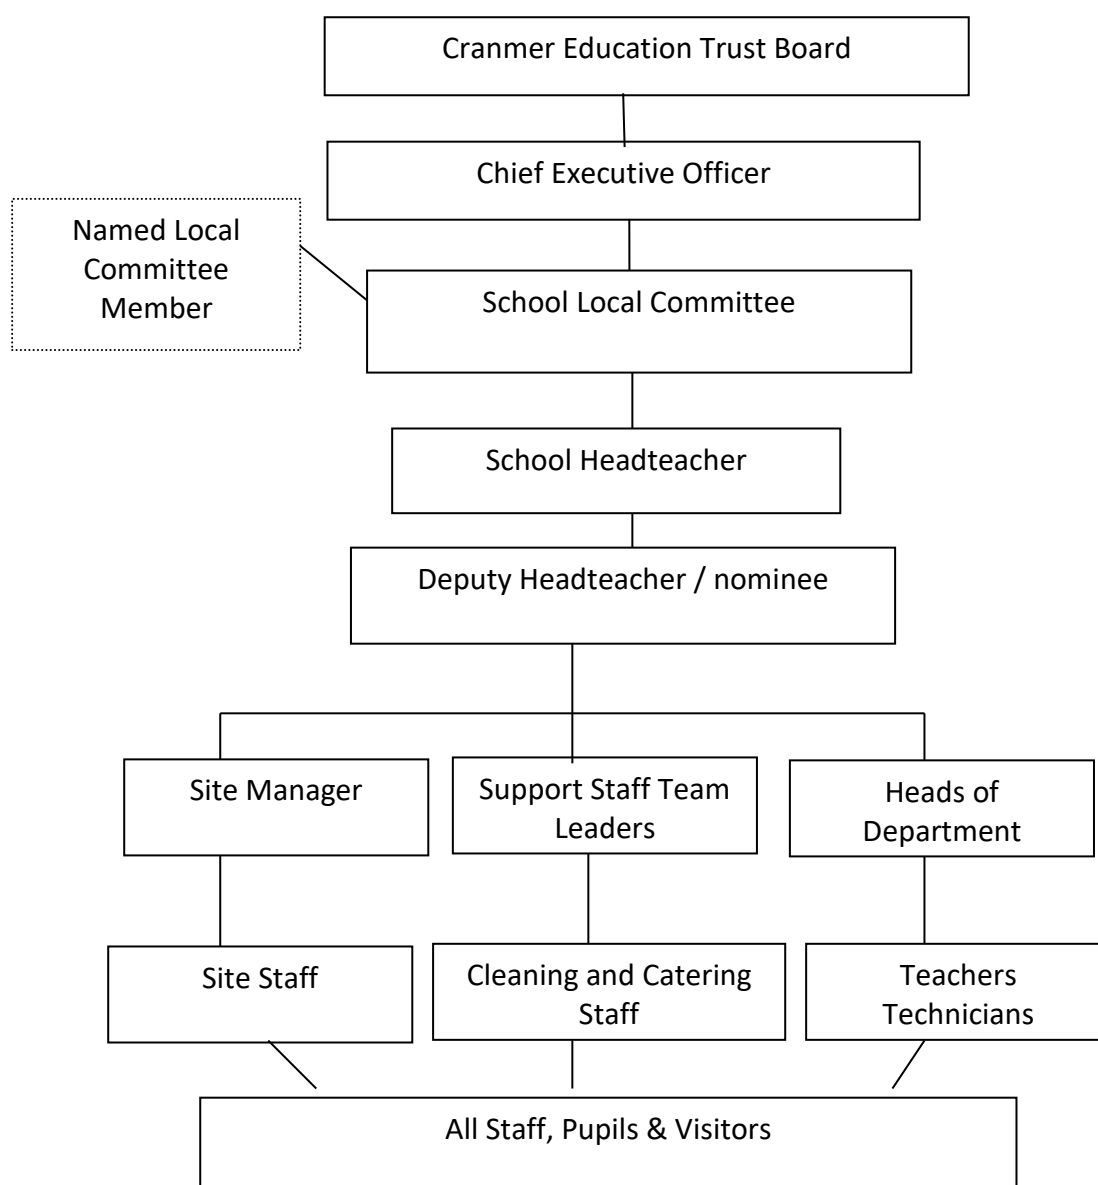 Cranmer Education Trust Board
Chief Executive Officer
Named Local
Committee
Member
School Local Committee
School Headteacher
Deputy Headteacher / nominee
Site Manager
Support Staff Team
Leaders
Heads of
Department
Site Staff
Cleaning and Catering
Staff
Teachers
Technicians
All Staff, Pupils & Visitors